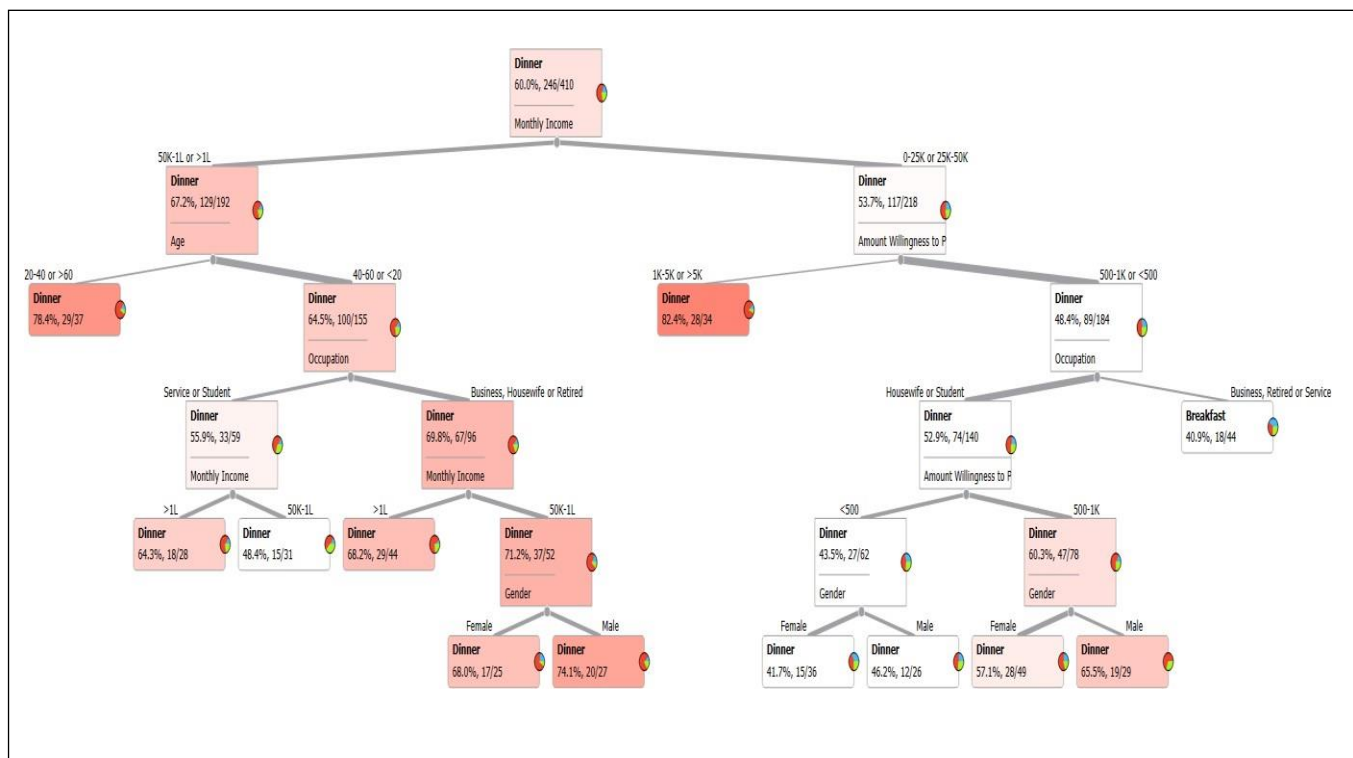 Dinner
60.0%, 246/410
Monthly Income
50K-1L or >1L
0-25K or 25K-50K
Dinner
67.2%, 129/192
Age
Dinner
53.7%, 117/218
Amount Willingness to P
20-40 or >60
40-60 or <20
1K-5K or >5K
500-1K or <500
Dinner
78.4%, 29/37
Dinner
64.5%, 100/155
Occupation
Dinner
82.4%, 28/34
Dinner
48.4%, 89/184
Occupation
Service or Student
Business, Housewife or Retired
Housewife or Student
Business, Retired or Service
Dinner
55.9%, 33/59
Monthly Income
Dinner
69.8%, 67/96
Monthly Income
Dinner
52.9%, 74/140
Amount Willingness to P
Breakfast
40.9%, 18/44
>1L
50K-1L
>1L
50K-1L
<500
500-1K
Dinner
64.3%, 18/28
Dinner
48.4%, 15/31
Dinner
68.2%, 29/44
Dinner
71.2%, 37/52
Gender
Dinner
43.5%, 27/62
Gender
Dinner
60.3%, 47/78
Gender
Female
Male
Female
Male
Female
Male
Dinner
68.0%, 17/25
Dinner
74.1%, 20/27
Dinner
41.7%, 15/36
Dinner
46.2%, 12/26
Dinner
57.1%, 28/49
Dinner
65.5%, 19/29